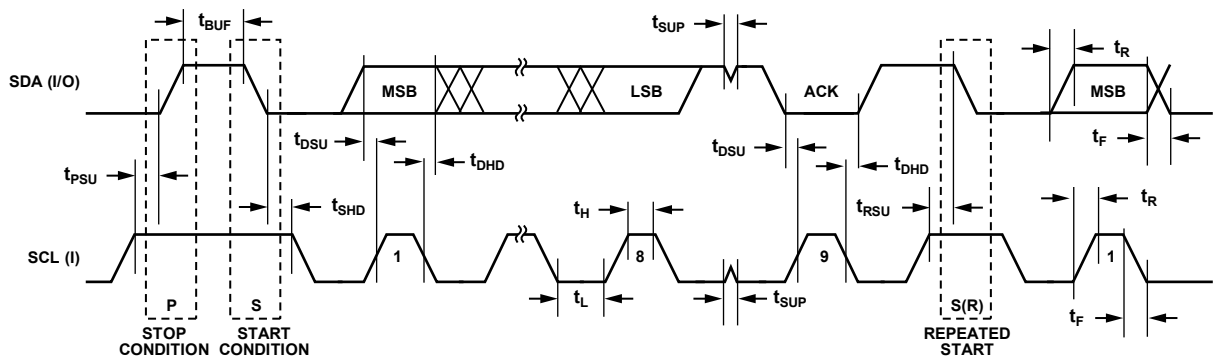 tBUF
tSUP
tR
SDA (I/O)
MSB
LSB
ACK
MSB
tDSU
tDHD
tDSU
tDHD
tF
tPSU
tSHD
tH
tRSU
tR
SCL (I)
1
8
9
1
P
S
tL
tSUP
S(R)
tF
STOP
CONDITION
START
CONDITION
REPEATED
START